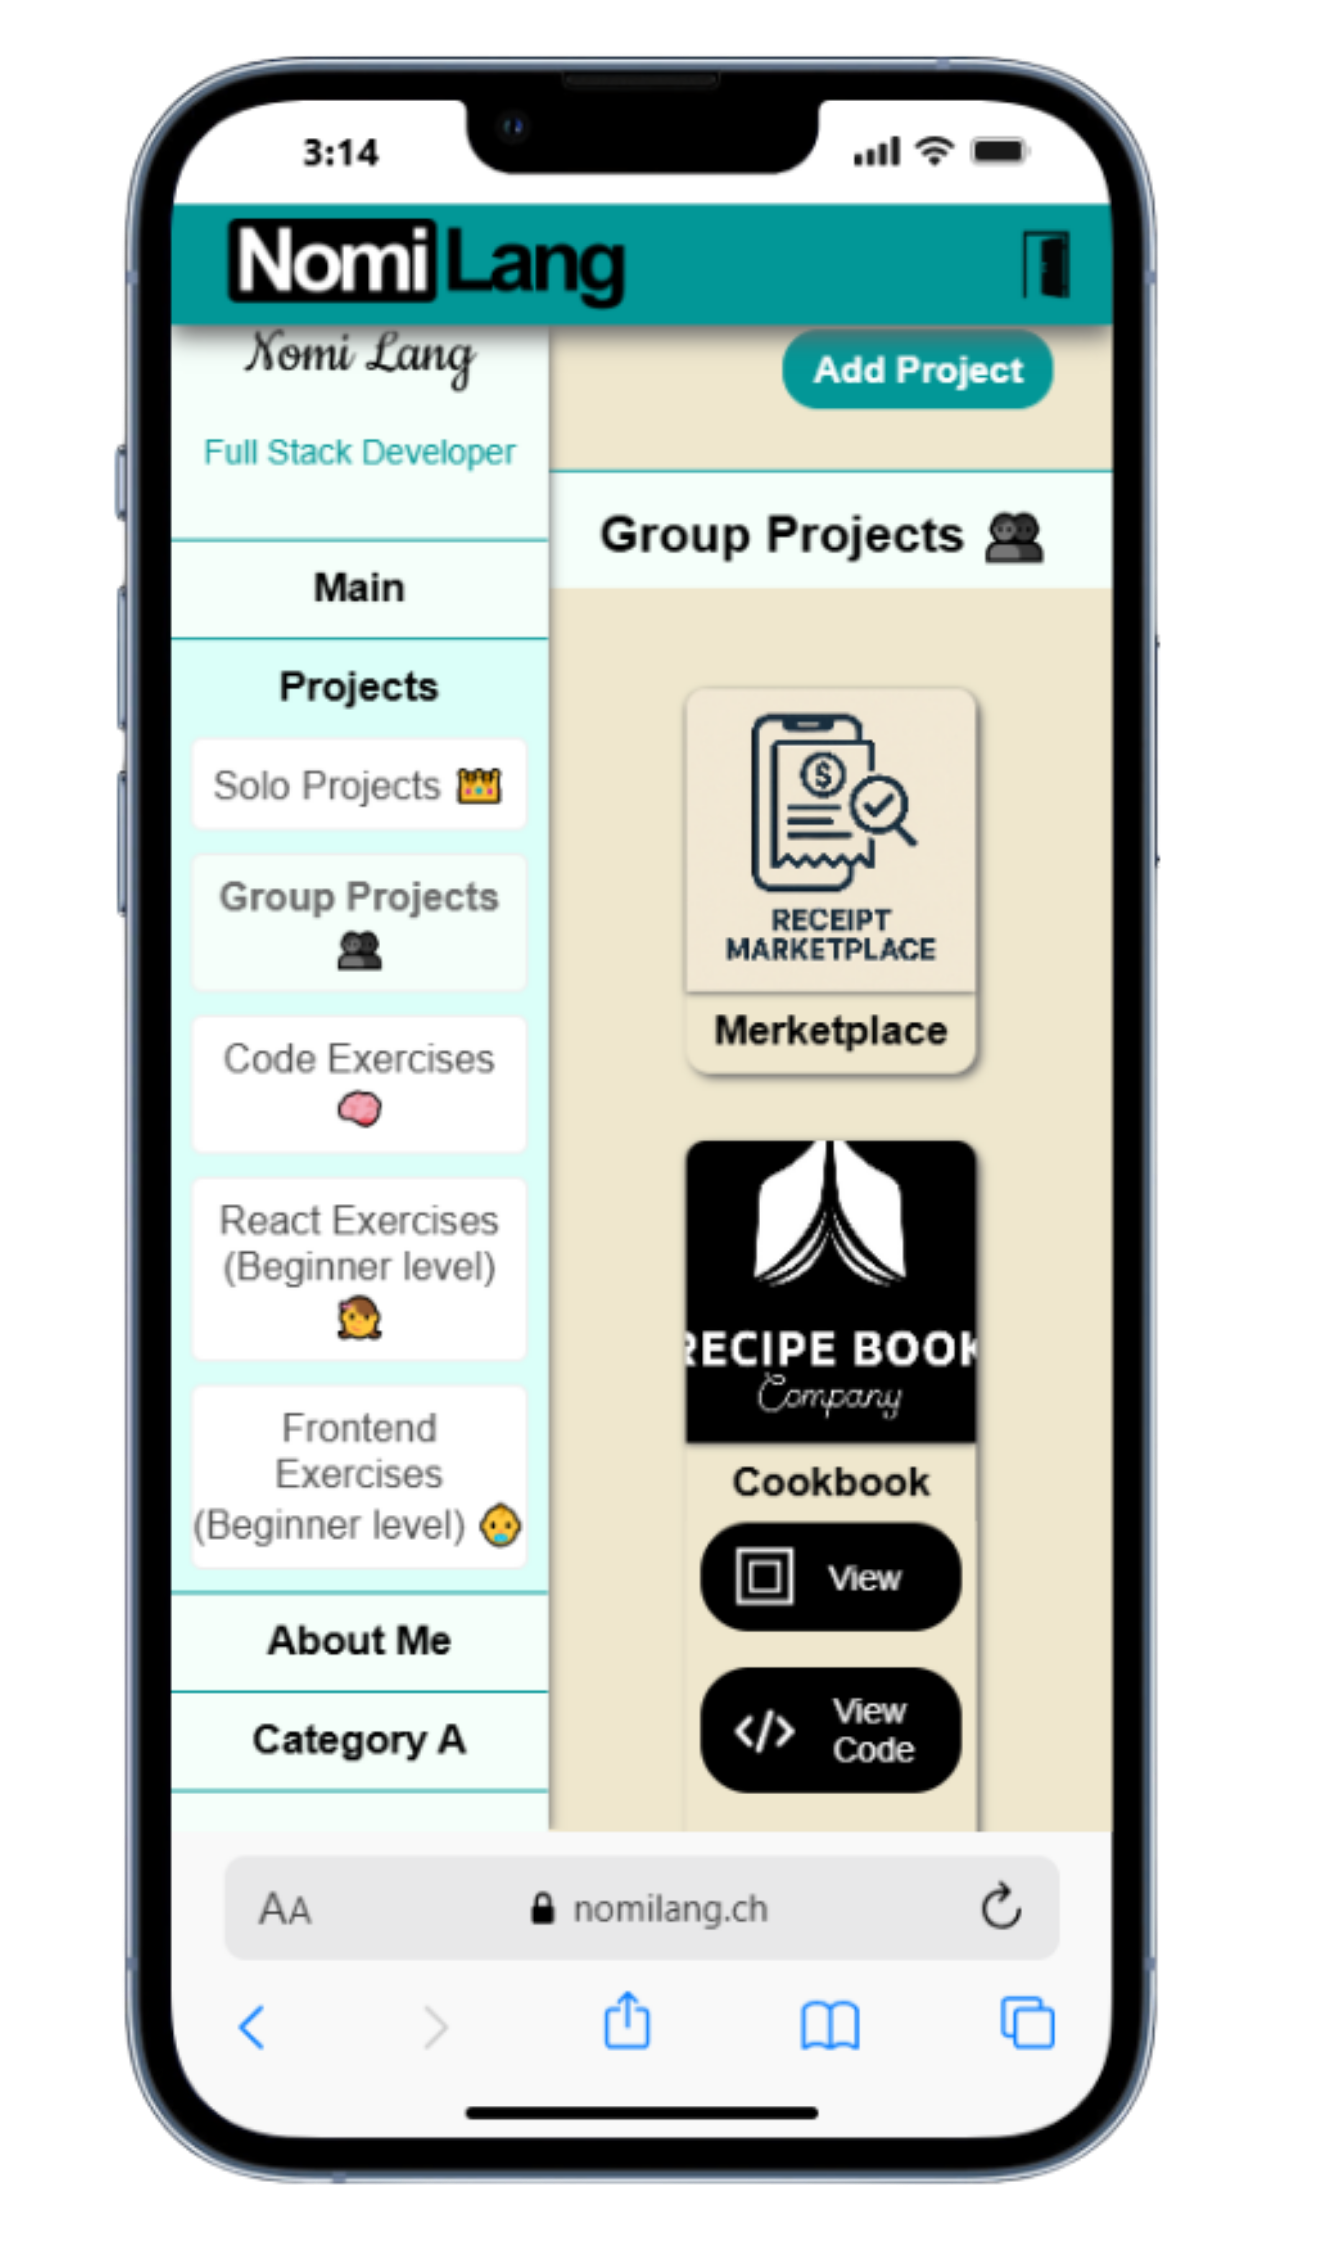 3:14
Nomi Lang
Nomi Lang
Full Stack Developer
Main
Projects
Solo Projects
Group Projects
Code Exercises
React Exercises
(Beginner level)
Frontend
Exercises
(Beginner level)
About Me
Category A
Add Project
Group Projects
$
RECEIPT
MARKETPLACE
Merketplace
RECIPE BOOK
Company
Cookbook
View
</> View
Code
AA nomilang.ch